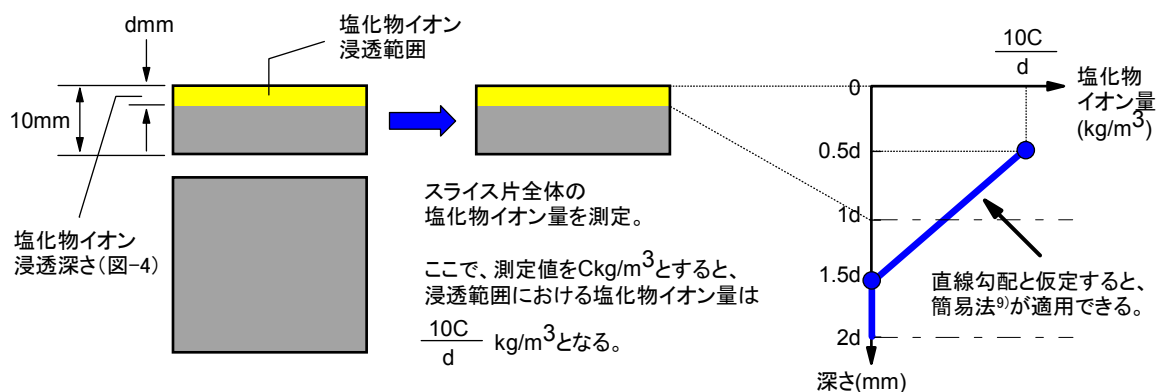 dmm
塩化物イオン
浸透範囲
10mm
塩化物イオン
浸透深さ(図-4)
スライス片全体の
塩化物イオン量を測定。
ここで、測定値をCkg/m³とすると、
浸透範囲における塩化物イオン量は
10C
d
kg/m³となる。
10C
d
塩化物
イオン量
(kg/m³)
0
0.5d
1d
1.5d
2d
深さ(mm)
直線勾配と仮定すると、
簡易法⁹⁾が適用できる。